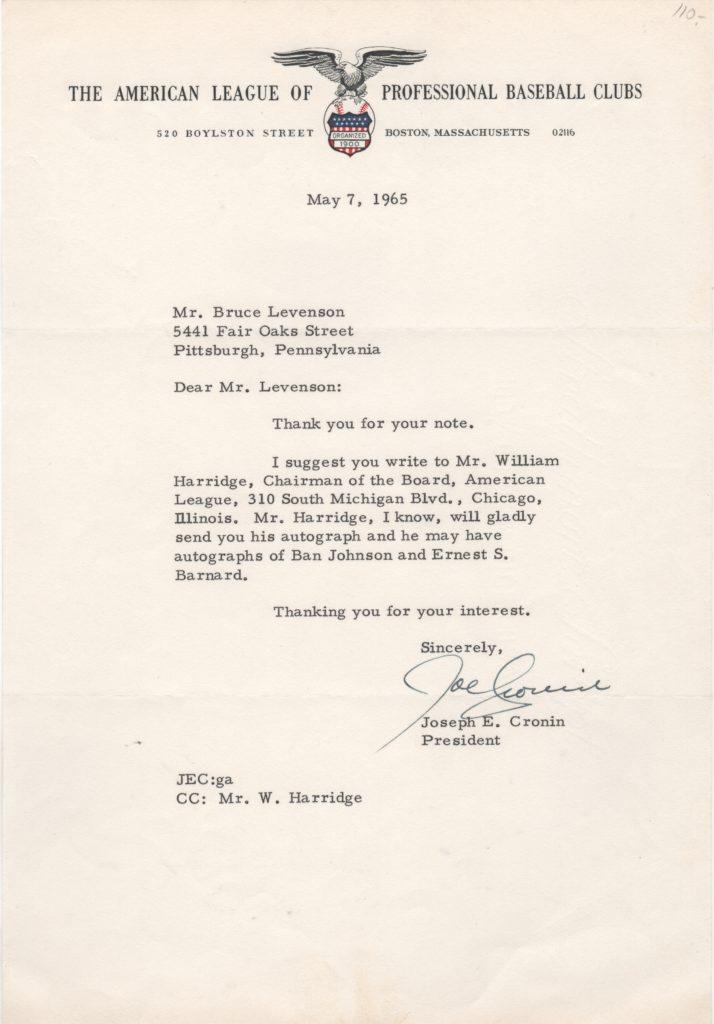 110-
THE AMERICAN LEAGUE OF PROFESSIONAL BASEBALL CLUBS
520 BOYLSTON STREET BOSTON, MASSACHUSETTS 02116
ORGANIZED
1900
May 7, 1965
Mr. Bruce Levenson
5441 Fair Oaks Street
Pittsburgh, Pennsylvania
Dear Mr. Levenson:
Thank you for your note.
I suggest you write to Mr. William
Harridge, Chairman of the Board, American
League, 310 South Michigan Blvd., Chicago,
Illinois. Mr. Harridge, I know, will gladly
send you his autograph and he may have
autographs of Ban Johnson and Ernest S.
Barnard.
Thanking you for your interest.
Sincerely,
Joe Cronin
Joseph E. Cronin
President
JEC:ga
CC: Mr. W. Harridge